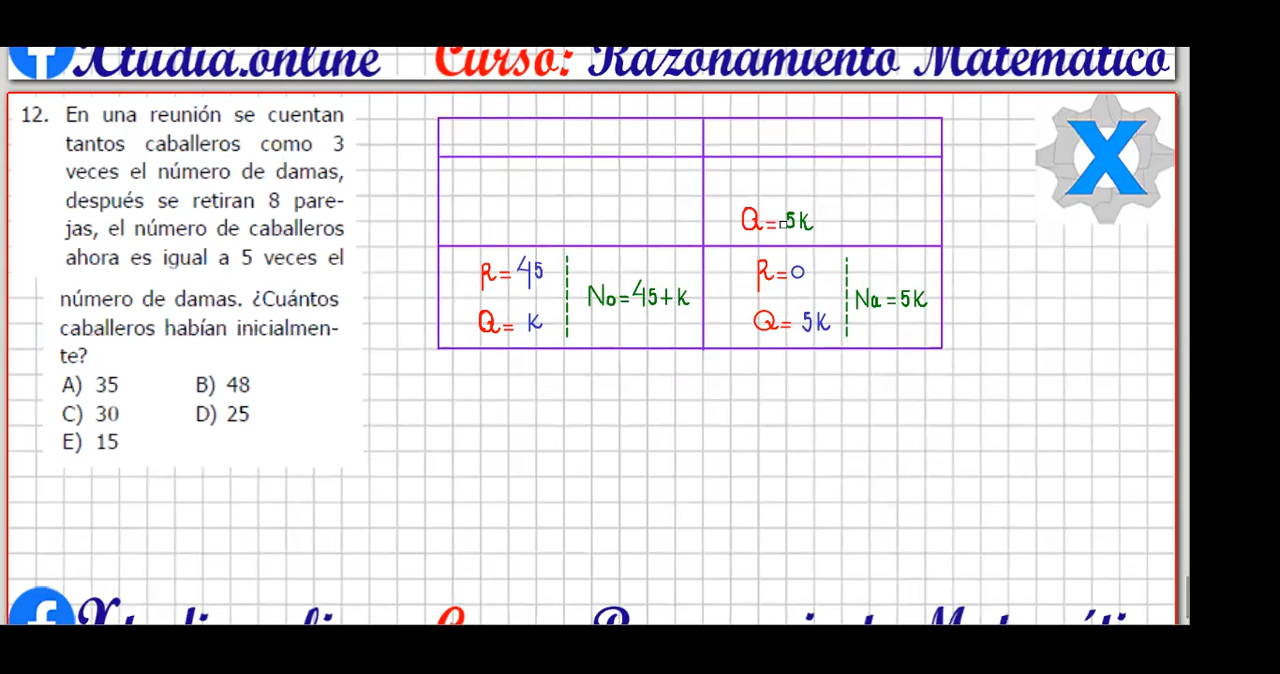 Xtudia.online Curso: Razonamiento Matemático
12. En una reunión se cuentan
tantos caballeros como 3
veces el número de damas,
después se retiran 8 pare-
jas, el número de caballeros
ahora es igual a 5 veces el
número de damas. ¿Cuántos
caballeros habían inicialmen-
te?
A) 35 B) 48
C) 30 D) 25
E) 15
Q=5K
R=45
Q=K
No=45+K
R=0
Q=5K
Na=5K
X